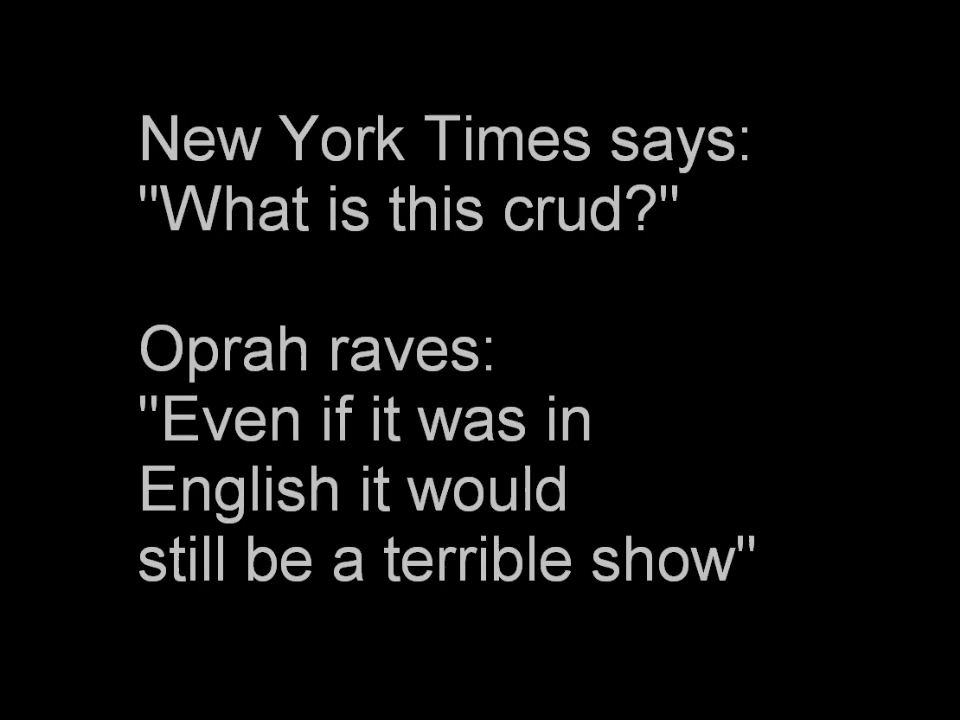 New York Times says:
"What is this crud?"
Oprah raves:
"Even if it was in
English it would
still be a terrible show"